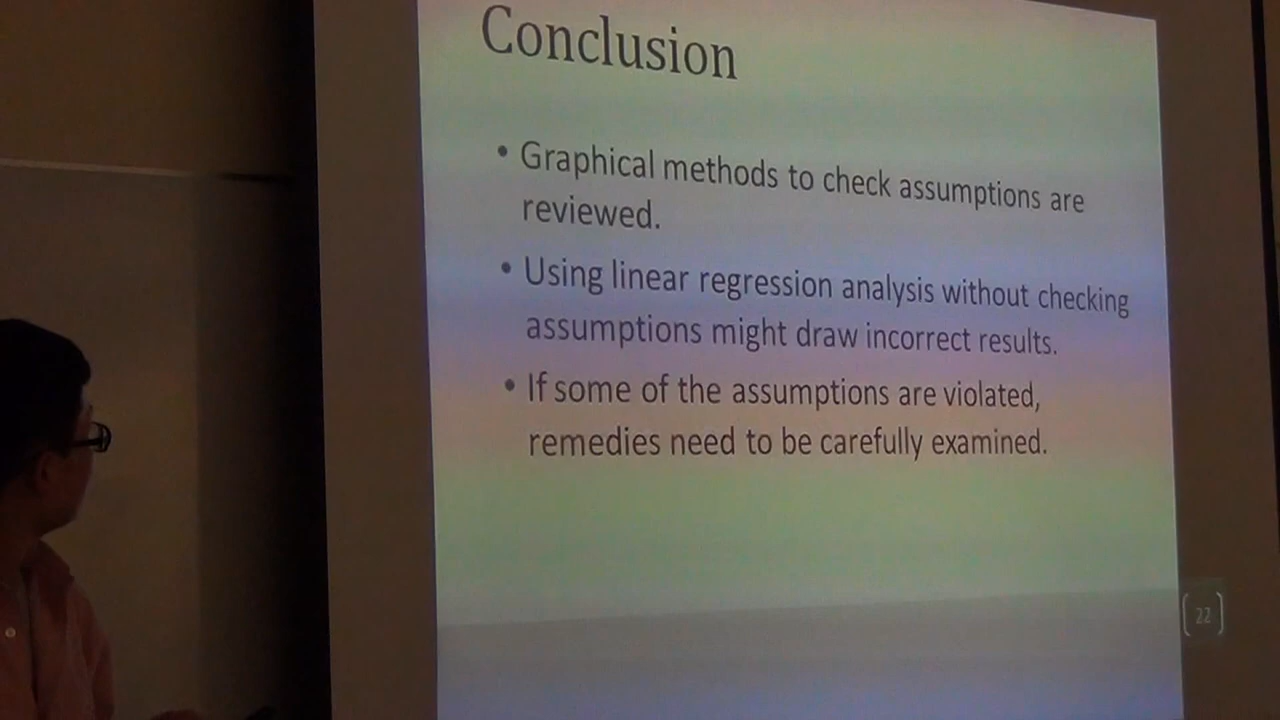 Conclusion
• Graphical methods to check assumptions are
reviewed.
• Using linear regression analysis without checking
assumptions might draw incorrect results.
• If some of the assumptions are violated,
remedies need to be carefully examined.
22